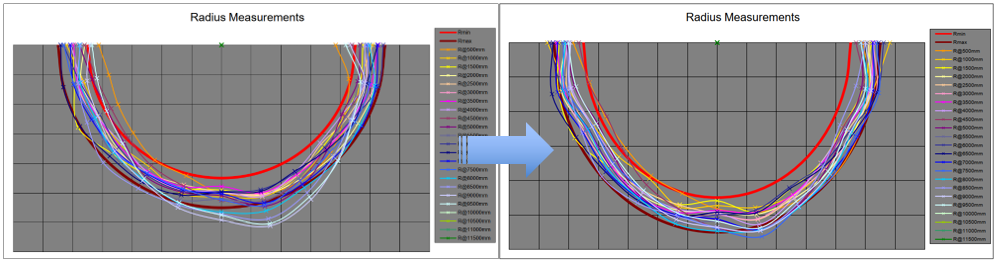 Radius Measurements
Rmin
Rmax
R@500mm
R@1000mm
R@1500mm
R@2000mm
R@2500mm
R@3000mm
R@3500mm
R@4000mm
R@4500mm
R@5000mm
R@7500mm
R@8000mm
R@8500mm
R@9000mm
R@9500mm
R@10000mm
R@10500mm
R@11000mm
R@11500mm
Radius Measurements
Rmin
Rmax
R@500mm
R@1000mm
R@1500mm
R@2000mm
R@2500mm
R@3000mm
R@3500mm
R@4000mm
R@4500mm
R@5000mm
R@5500mm
R@6000mm
R@6500mm
R@7000mm
R@7500mm
R@8000mm
R@8500mm
R@9000mm
R@9500mm
R@10000mm
R@10500mm
R@11000mm
R@11500mm